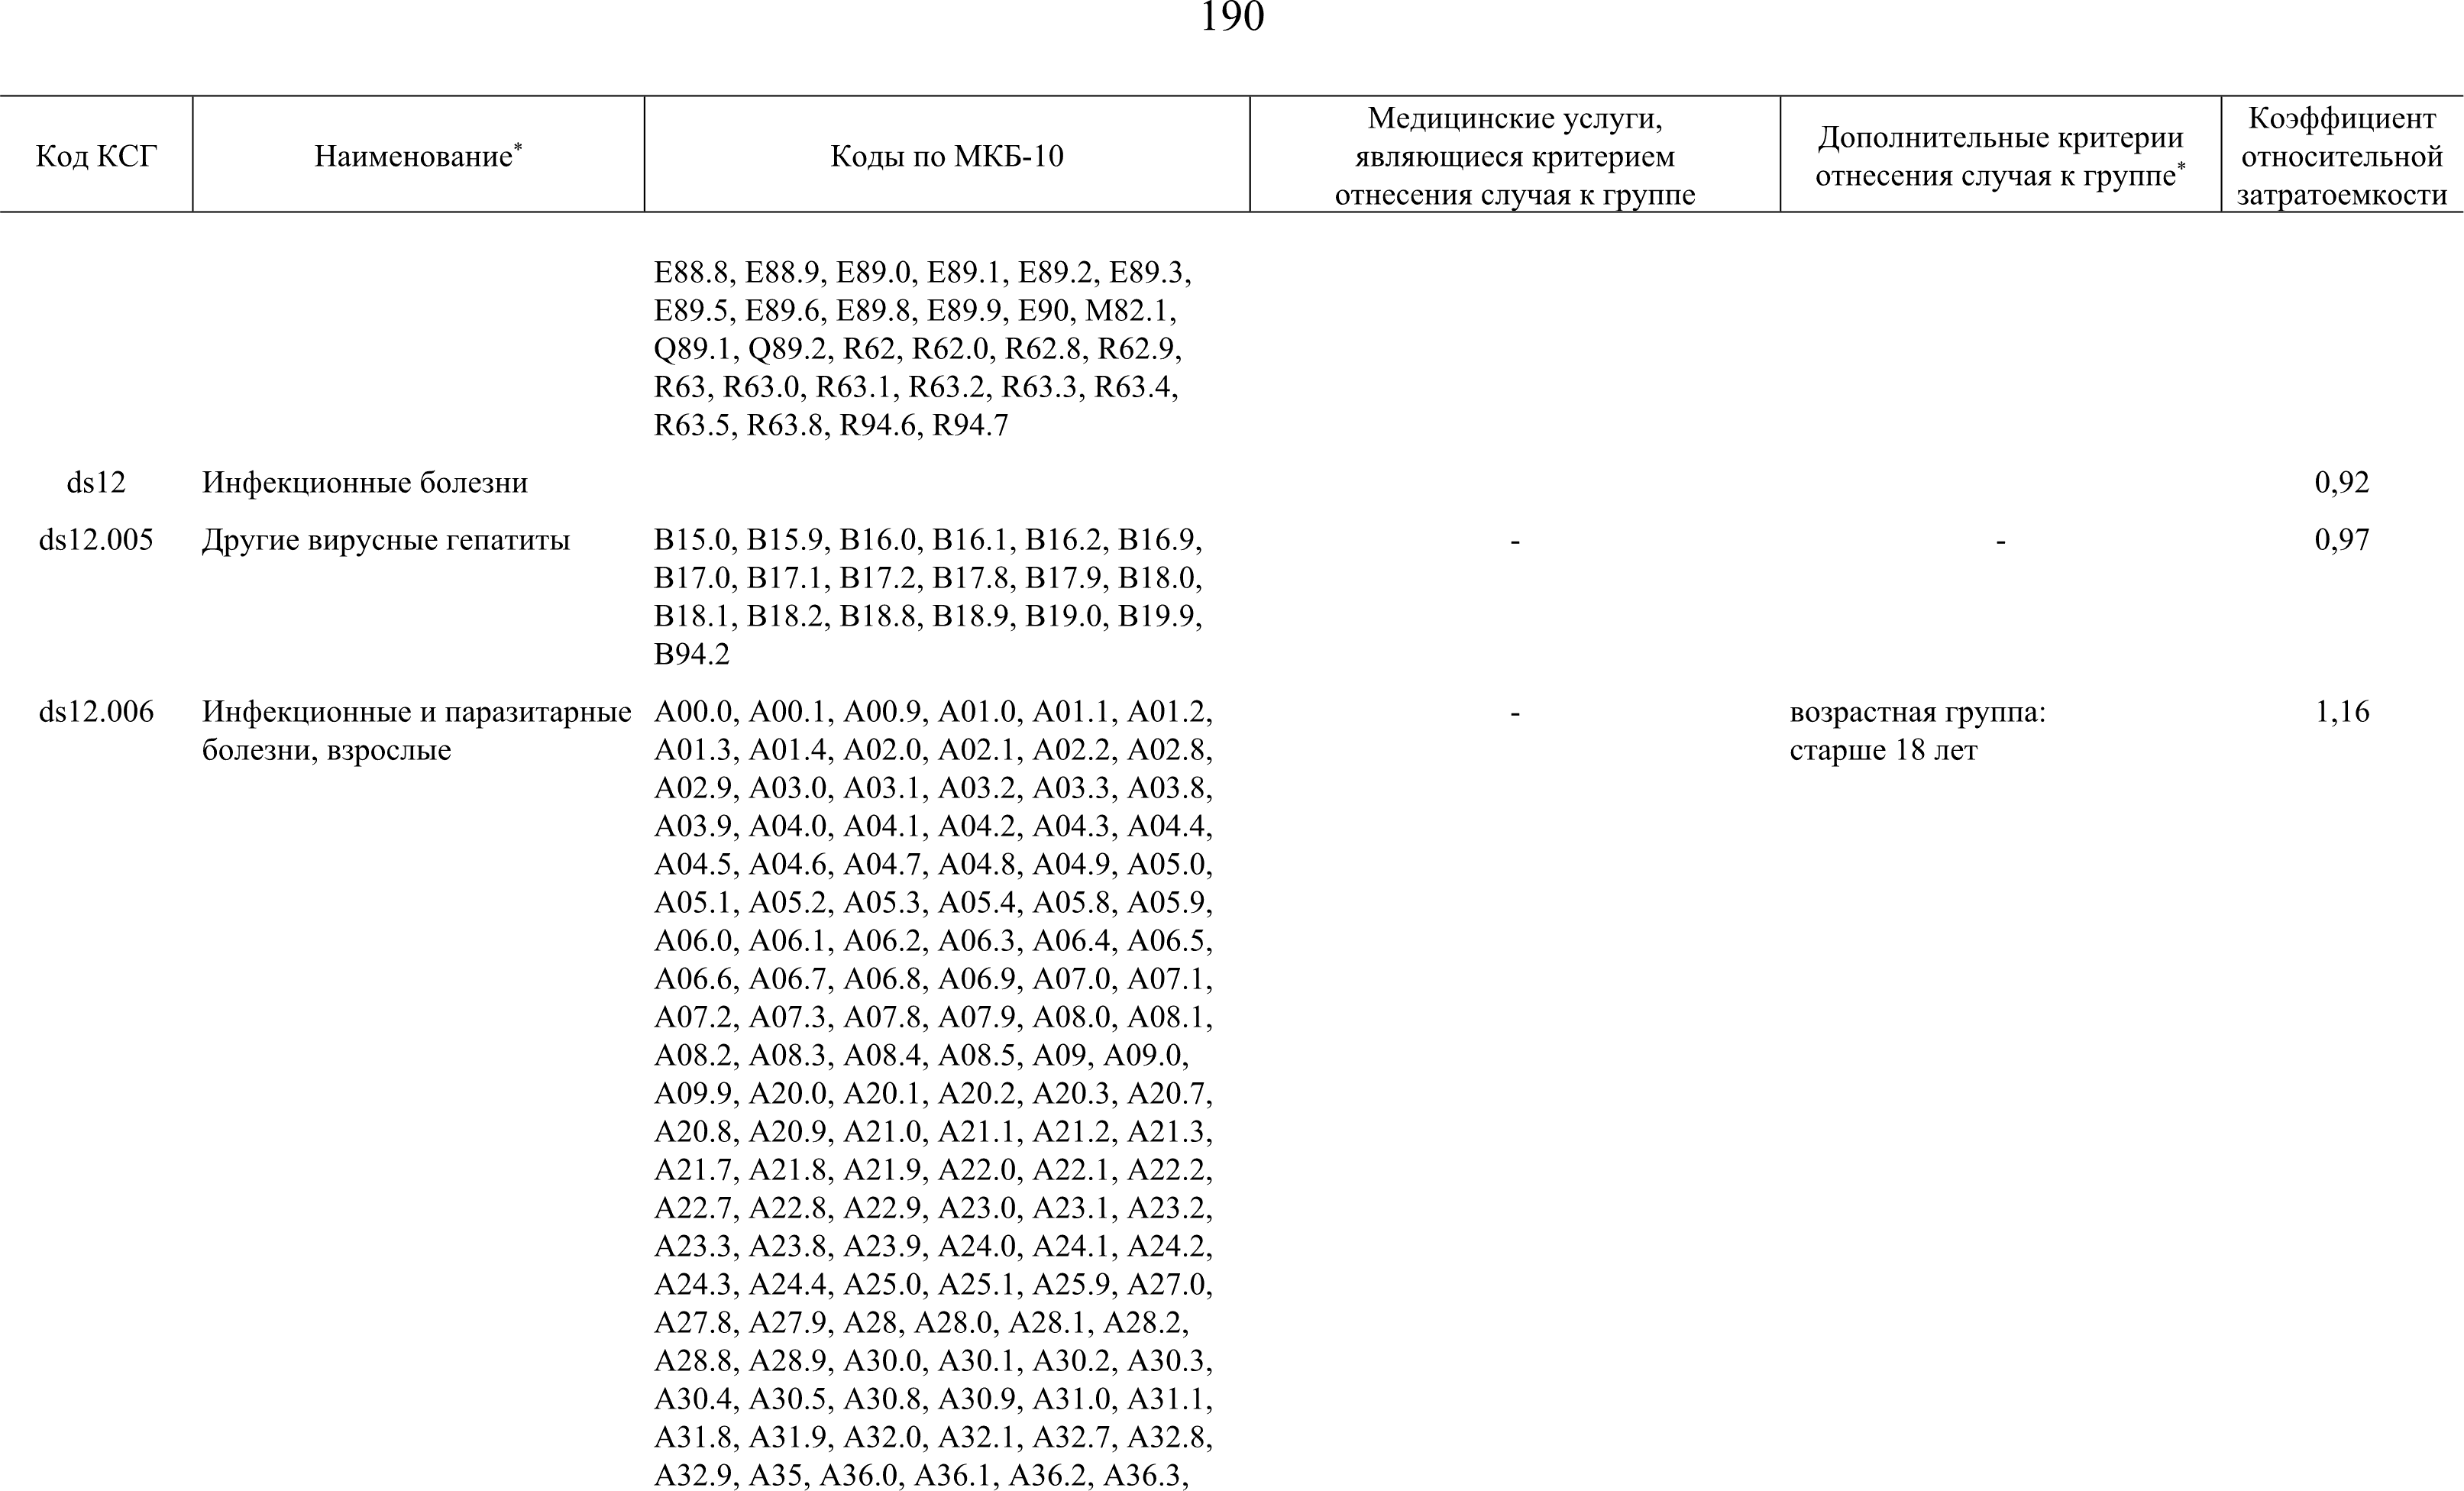 190
Код КСГ
Наименование*
Коды по МКБ-10
Медицинские услуги,
являющиеся критерием
отнесения случая к группе
Дополнительные критерии
отнесения случая к группе*
Коэффициент
относительной
затратоемкости
E88.8, E88.9, E89.0, E89.1, E89.2, E89.3,
E89.5, E89.6, E89.8, E89.9, E90, M82.1,
Q89.1, Q89.2, R62, R62.0, R62.8, R62.9,
R63, R63.0, R63.1, R63.2, R63.3, R63.4,
R63.5, R63.8, R94.6, R94.7
ds12 Инфекционные болезни 0,92
ds12.005 Другие вирусные гепатиты B15.0, B15.9, B16.0, B16.1, B16.2, B16.9, - - 0,97
B17.0, B17.1, B17.2, B17.8, B17.9, B18.0,
B18.1, B18.2, B18.8, B18.9, B19.0, B19.9,
B94.2
ds12.006 Инфекционные и паразитарные A00.0, A00.1, A00.9, A01.0, A01.1, A01.2, - возрастная группа: 1,16
болезни, взрослые A01.3, A01.4, A02.0, A02.1, A02.2, A02.8, старше 18 лет
A02.9, A03.0, A03.1, A03.2, A03.3, A03.8,
A03.9, A04.0, A04.1, A04.2, A04.3, A04.4,
A04.5, A04.6, A04.7, A04.8, A04.9, A05.0,
A05.1, A05.2, A05.3, A05.4, A05.8, A05.9,
A06.0, A06.1, A06.2, A06.3, A06.4, A06.5,
A06.6, A06.7, A06.8, A06.9, A07.0, A07.1,
A07.2, A07.3, A07.8, A07.9, A08.0, A08.1,
A08.2, A08.3, A08.4, A08.5, A09, A09.0,
A09.9, A20.0, A20.1, A20.2, A20.3, A20.7,
A20.8, A20.9, A21.0, A21.1, A21.2, A21.3,
A21.7, A21.8, A21.9, A22.0, A22.1, A22.2,
A22.7, A22.8, A22.9, A23.0, A23.1, A23.2,
A23.3, A23.8, A23.9, A24.0, A24.1, A24.2,
A24.3, A24.4, A25.0, A25.1, A25.9, A27.0,
A27.8, A27.9, A28, A28.0, A28.1, A28.2,
A28.8, A28.9, A30.0, A30.1, A30.2, A30.3,
A30.4, A30.5, A30.8, A30.9, A31.0, A31.1,
A31.8, A31.9, A32.0, A32.1, A32.7, A32.8,
A32.9, A35, A36.0, A36.1, A36.2, A36.3,